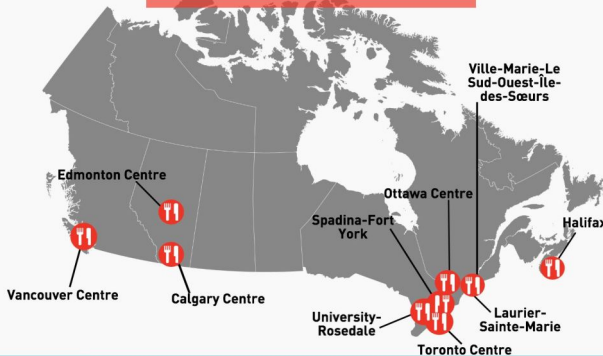 Ville-Marie-Le
Sud-Ouest-Île-
des-Sœurs
Edmonton Centre
Ottawa Centre
Spadina-Fort
York
Halifax
Vancouver Centre
Calgary Centre
University-
Rosedale
Laurier-
Sainte-Marie
Toronto Centre